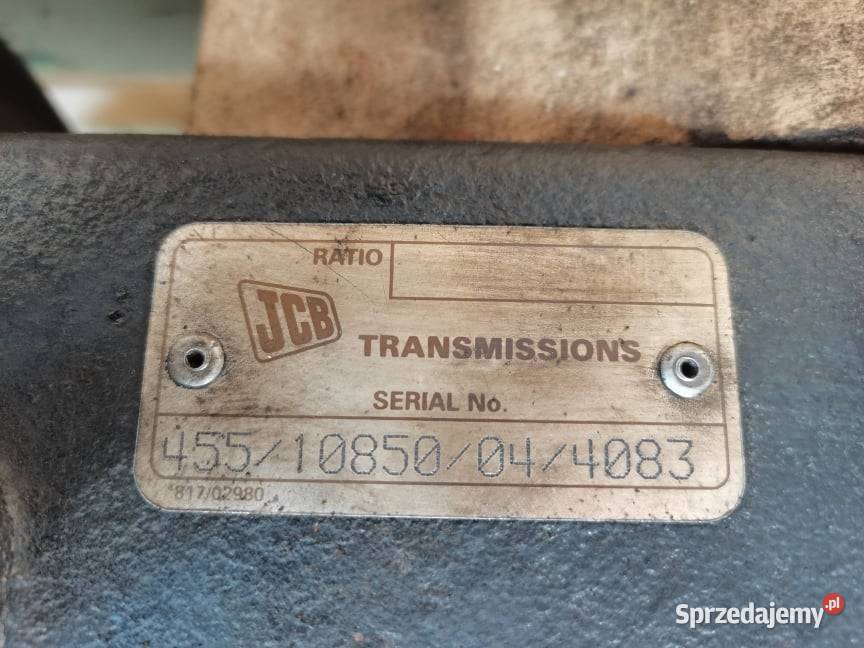 RATIO
JCB
TRANSMISSIONS
SERIAL No.
455/10850/04/4083
817/02980
Sprzedajemy.pl